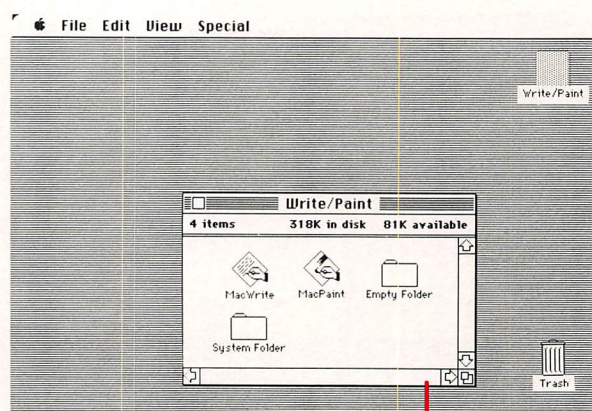 File Edit View Special
Write/Paint
Write/Paint
4 items 318K in disk 81K available
MacWrite MacPaint Empty Folder
System Folder
Trash